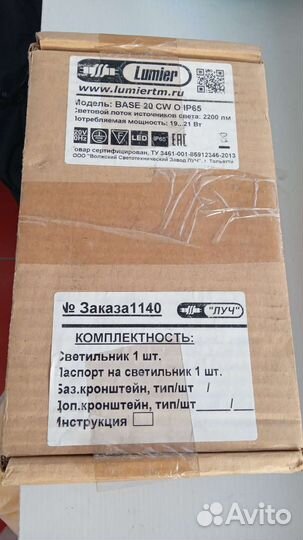 Lumier
www.lumiertm.ru
Модель: BASE 20 CW O IP65
Световой поток источников света: 2200 лм
Потребляемая мощность: 19...21 Вт
LED IP65 ЕАС
товар сертифицирован, ТУ 3461-001-85912346-2013
ООО "Волжский Светотехнический Завод ЛУЧ", г. Тольятти
№ Заказа1140 "ЛУЧ"
КОМПЛЕКТНОСТЬ:
Светильник 1 шт.
Паспорт на светильник 1 шт.
Баз.кронштейн, тип/шт /
Доп.кронштейн, тип/шт /
Инструкция
Avito